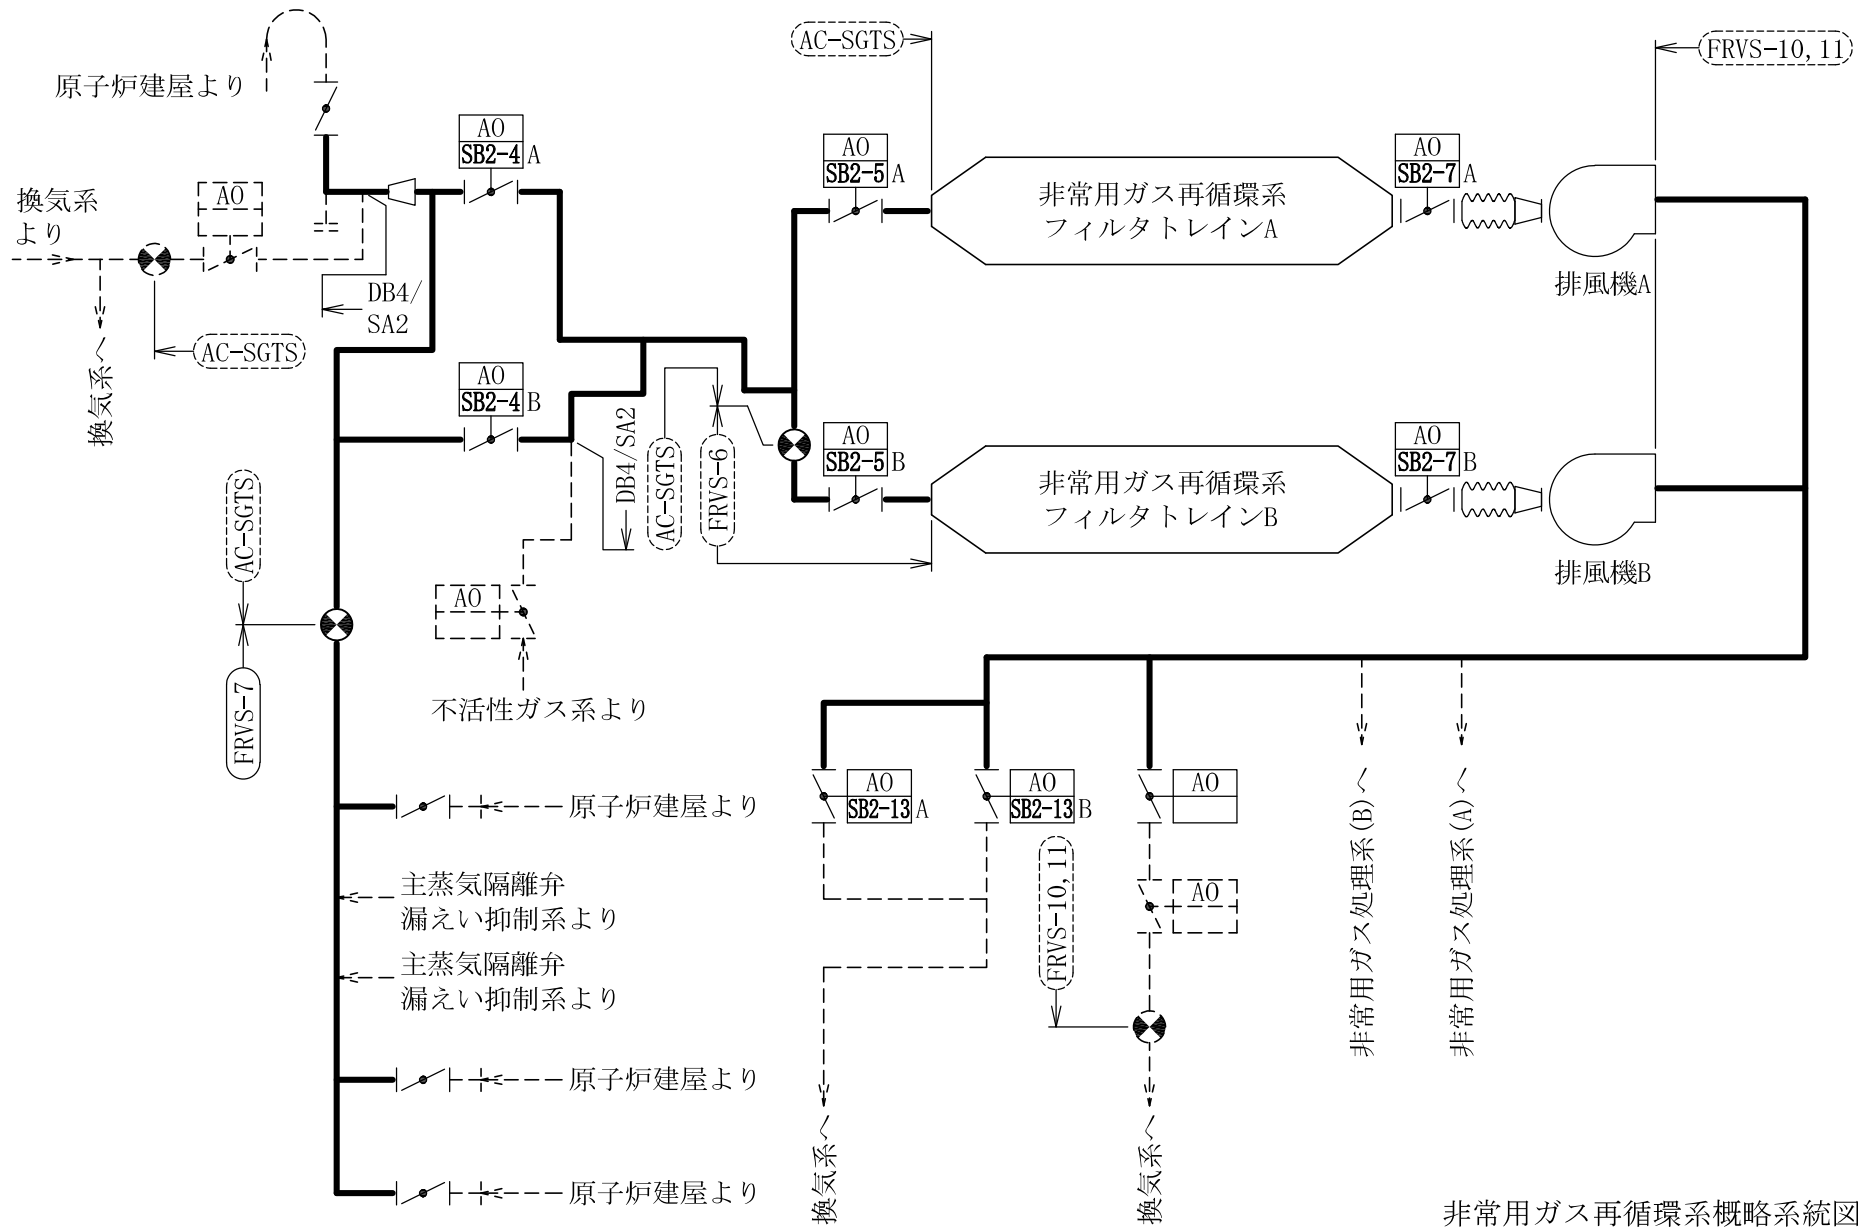 原子炉建屋より
AO
SB2-4 A
換気系
より
AO
DB4/
SA2
AC-SGTS
換気系へ
AO
SB2-4 B
AC-SGTS
AO
SB2-5 A
非常用ガス再循環系
フィルタトレインA
AO
SB2-7 A
排風機A
FRVS-10, 11
DB4/SA2
AC-SGTS
FRVS-6
AO
SB2-5 B
非常用ガス再循環系
フィルタトレインB
AO
SB2-7 B
排風機B
AC-SGTS
FRVS-7
AO
不活性ガス系より
原子炉建屋より
主蒸気隔離弁
漏えい抑制系より
主蒸気隔離弁
漏えい抑制系より
原子炉建屋より
原子炉建屋より
AO
SB2-13 A
AO
SB2-13 B
AO
AO
FRVS-10, 11
換気系へ
換気系へ
非常用ガス処理系(B)へ
非常用ガス処理系(A)へ
非常用ガス再循環系概略系統図